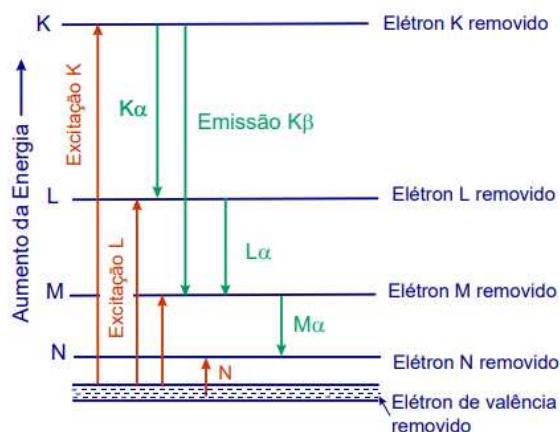 K
Elétron K removido
Aumento da Energia
Excitação K
Kα
Emissão Kβ
L
Elétron L removido
Excitação L
Lα
M
Elétron M removido
Mα
N
Elétron N removido
N
Elétron de valência
removido